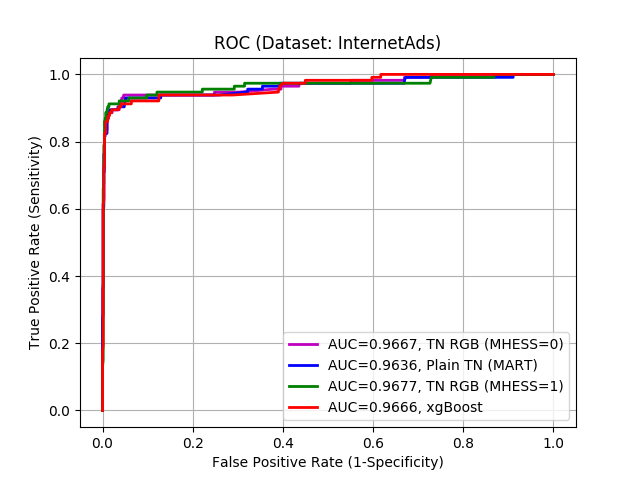 ROC (Dataset: InternetAds)
True Positive Rate (Sensitivity)
1.0
0.8
0.6
0.4
0.2
0.0
AUC=0.9667, TN RGB (MHESS=0)
AUC=0.9636, Plain TN (MART)
AUC=0.9677, TN RGB (MHESS=1)
AUC=0.9666, xgBoost
0.0 0.2 0.4 0.6 0.8 1.0
False Positive Rate (1-Specificity)